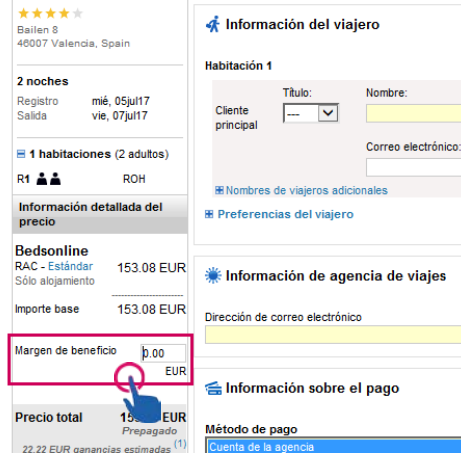 Bailen 8
46007 Valencia, Spain
2 noches
Registro mié, 05jul17
Salida vie, 07jul17
1 habitaciones (2 adultos)
R1 ROH
Información detallada del
precio
Bedsonline
RAC - Estándar 153.08 EUR
Sólo alojamiento
Importe base 153.08 EUR
Margen de beneficio 0.00
EUR
Precio total EUR
Prepagado
22.22 EUR ganancias estimadas (1)
Información del viajero
Habitación 1
Título: Nombre:
Cliente
principal
---
Correo electrónico:
Nombres de viajeros adicionales
Preferencias del viajero
Información de agencia de viajes
Dirección de correo electrónico
Información sobre el pago
Método de pago
Cuenta de la agencia